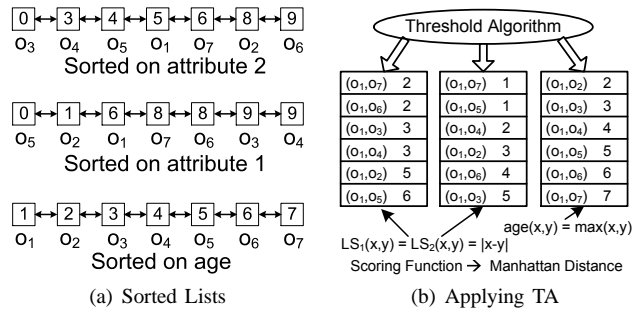 0 3 4 5 6 8 9
o3 o4 o5 o1 o7 o2 o6
Sorted on attribute 2
0 1 6 8 8 9 9
o5 o2 o1 o7 o6 o3 o4
Sorted on attribute 1
1 2 3 4 5 6 7
o1 o2 o3 o4 o5 o6 o7
Sorted on age
(a) Sorted Lists
Threshold Algorithm
(o1,o7) 2
(o1,o6) 2
(o1,o3) 3
(o1,o4) 3
(o1,o2) 5
(o1,o5) 6
(o1,o7) 1
(o1,o5) 1
(o1,o4) 2
(o1,o2) 3
(o1,o6) 4
(o1,o3) 5
(o1,o2) 2
(o1,o3) 3
(o1,o4) 4
(o1,o5) 5
(o1,o6) 6
(o1,o7) 7
age(x,y) = max(x,y)
LS1(x,y) = LS2(x,y) = |x-y|
Scoring Function → Manhattan Distance
(b) Applying TA